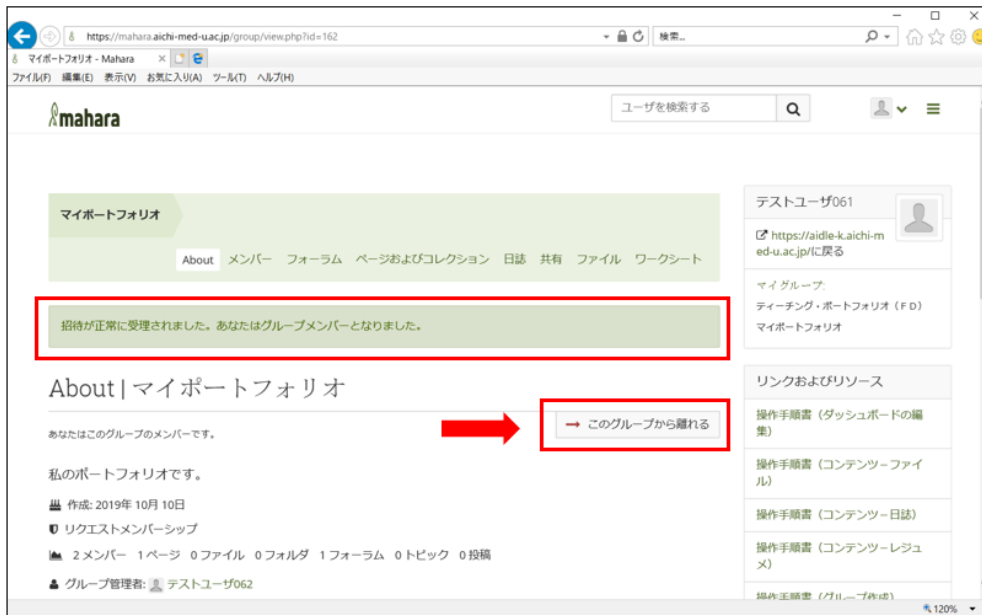 https://mahara.aichi-med-u.ac.jp/group/view.php?id=162
検索...
マイポートフォリオ - Mahara
ファイル(F) 編集(E) 表示(V) お気に入り(A) ツール(T) ヘルプ(H)
mahara
ユーザを検索する
マイポートフォリオ
About メンバー フォーラム ページおよびコレクション 日誌 共有 ファイル ワークシート
招待が正常に受理されました。あなたはグループメンバーとなりました。
About | マイポートフォリオ
このグループから離れる
あなたはこのグループのメンバーです。
私のポートフォリオです。
作成: 2019年 10月 10日
リクエストメンバーシップ
2 メンバー 1 ページ 0 ファイル 0 フォルダ 1 フォーラム 0 トピック 0 投稿
グループ管理者: テストユーザ062
テストユーザ061
https://aidle-k.aichi-m
ed-u.ac.jp/に戻る
マイグループ:
ティーチング・ポートフォリオ（ＦＤ）
マイポートフォリオ
リンクおよびリソース
操作手順書（ダッシュボードの編
集）
操作手順書（コンテンツ－ファイ
ル）
操作手順書（コンテンツ－日誌）
操作手順書（コンテンツ－レジュ
メ）
操作手順書（グループ作成）
120%